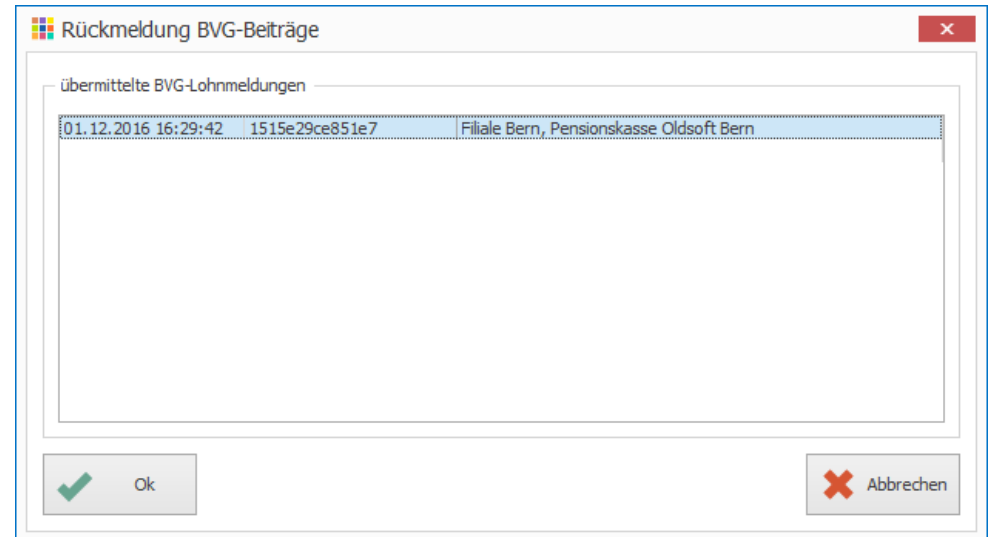 Rückmeldung BVG-Beiträge
übermittelte BVG-Lohnmeldungen
01.12.2016 16:29:42 1515e29ce851e7 Filiale Bern, Pensionskasse Oldsoft Bern
Ok Abbrechen